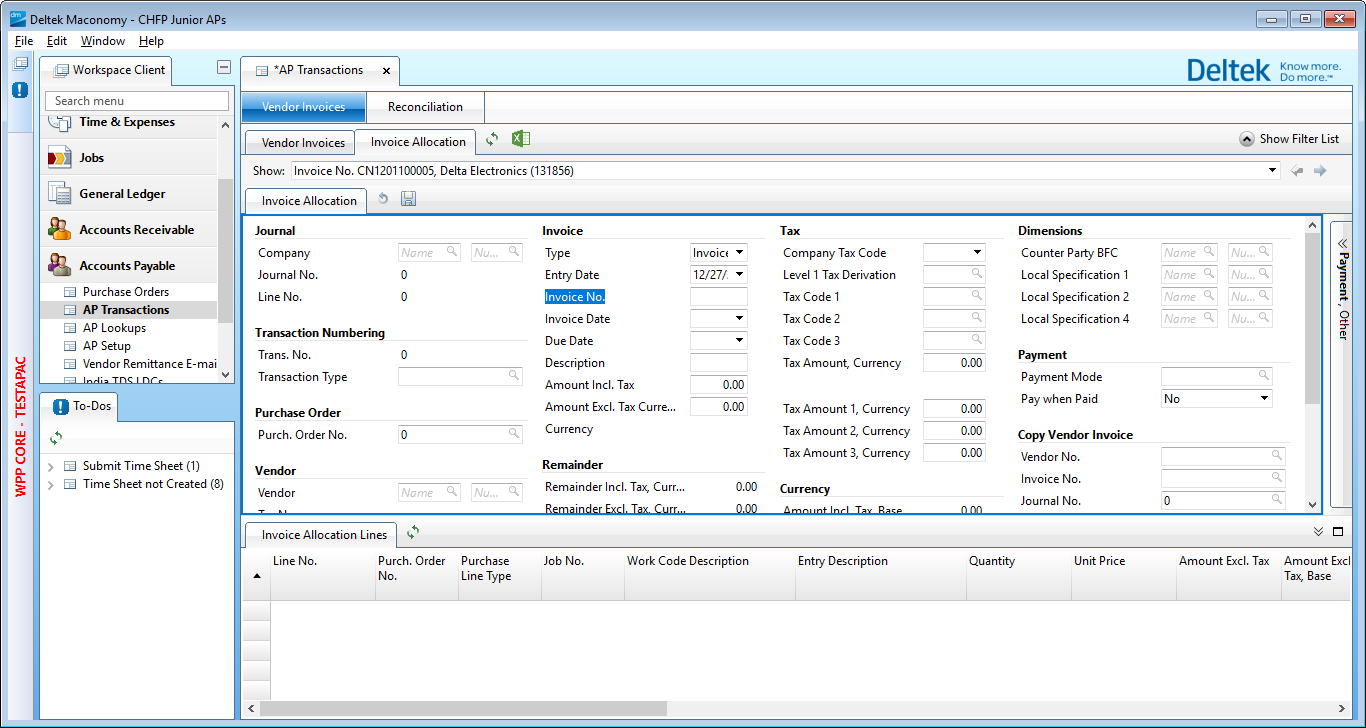 Deltek Maconomy - CHFP Junior APs
File Edit Window Help
Workspace Client
Search menu
Time & Expenses
Jobs
General Ledger
Accounts Receivable
Accounts Payable
Purchase Orders
AP Transactions
AP Lookups
AP Setup
Vendor Remittance E-mai
India TDS LDCs
To-Dos
Submit Time Sheet (1)
Time Sheet not Created (8)
WPP CORE - TESTAPAC
*AP Transactions
Deltek Know more.
Do more.™
Vendor Invoices Reconciliation
Vendor Invoices Invoice Allocation
Show Filter List
Show: Invoice No. CN1201100005, Delta Electronics (131856)
Invoice Allocation
Journal
Company Name Nu...
Journal No. 0
Line No. 0
Transaction Numbering
Trans. No. 0
Transaction Type
Purchase Order
Purch. Order No. 0
Vendor
Vendor Name Nu...
Invoice
Type Invoice
Entry Date 12/27/
Invoice No.
Invoice Date
Due Date
Description
Amount Incl. Tax 0.00
Amount Excl. Tax Curre... 0.00
Currency
Remainder
Remainder Incl. Tax, Curr... 0.00
Remainder Excl. Tax, Curr... 0.00
Tax
Company Tax Code
Level 1 Tax Derivation
Tax Code 1
Tax Code 2
Tax Code 3
Tax Amount, Currency 0.00
Tax Amount 1, Currency 0.00
Tax Amount 2, Currency 0.00
Tax Amount 3, Currency 0.00
Currency
Amount Incl. Tax, Base 0.00
Dimensions
Counter Party BFC Name Nu...
Local Specification 1 Name Nu...
Local Specification 2 Name Nu...
Local Specification 4 Name Nu...
Payment
Payment Mode
Pay when Paid No
Copy Vendor Invoice
Vendor No.
Invoice No.
Journal No. 0
Payment , Other
Invoice Allocation Lines
Line No. Purch. Order No. Purchase Line Type Job No. Work Code Description Entry Description Quantity Unit Price Amount Excl. Tax Amount Excl Tax, Base